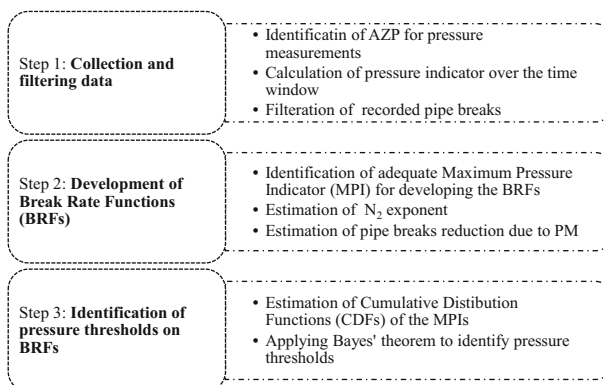 Step 1: Collection and
filtering data
• Identificatin of AZP for pressure
measurements
• Calculation of pressure indicator over the time
window
• Filteration of recorded pipe breaks
Step 2: Development of
Break Rate Functions
(BRFs)
• Identification of adequate Maximum Pressure
Indicator (MPI) for developing the BRFs
• Estimation of N₂ exponent
• Estimation of pipe breaks reduction due to PM
Step 3: Identification of
pressure thresholds on
BRFs
• Estimation of Cumulative Distibution
Functions (CDFs) of the MPIs
• Applying Bayes' theorem to identify pressure
thresholds